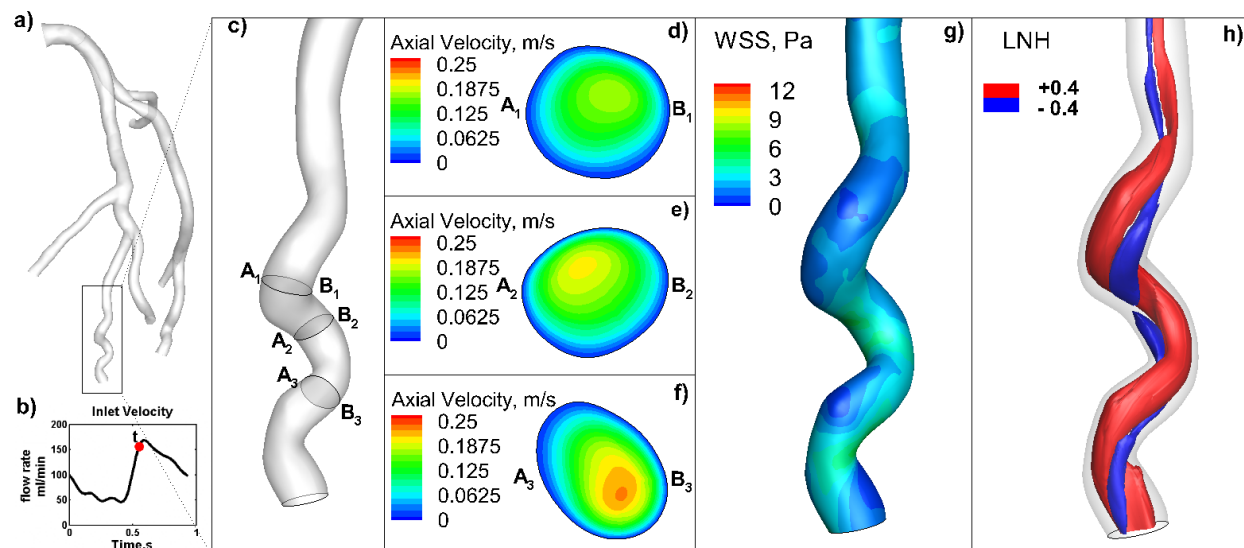 a)
b)
Inlet Velocity
t
200
150
100
50
0
flow rate
ml/min
0
0.5
1
Time,s
c)
A1
B1
B2
A2
A3
B3
d)
Axial Velocity, m/s
0.25
0.1875
0.125
0.0625
0
A1
B1
e)
Axial Velocity, m/s
0.25
0.1875
0.125
0.0625
0
A2
B2
f)
Axial Velocity, m/s
0.25
0.1875
0.125
0.0625
0
A3
B3
g)
WSS, Pa
12
9
6
3
0
h)
LNH
+0.4
- 0.4